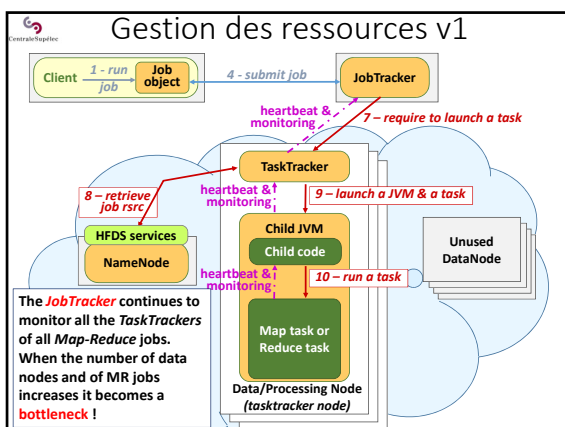 Gestion des ressources v1
CentraleSupélec
Client
1 - run
job
Job
object
4 - submit job
JobTracker
heartbeat &
monitoring
7 – require to launch a task
TaskTracker
8 – retrieve
job rsrc
heartbeat &
monitoring
9 – launch a JVM & a task
HFDS services
NameNode
Child JVM
Child code
Unused
DataNode
heartbeat &
monitoring
10 – run a task
Map task or
Reduce task
The JobTracker continues to
monitor all the TaskTrackers
of all Map-Reduce jobs.
When the number of data
nodes and of MR jobs
increases it becomes a
bottleneck !
Data/Processing Node
(tasktracker node)